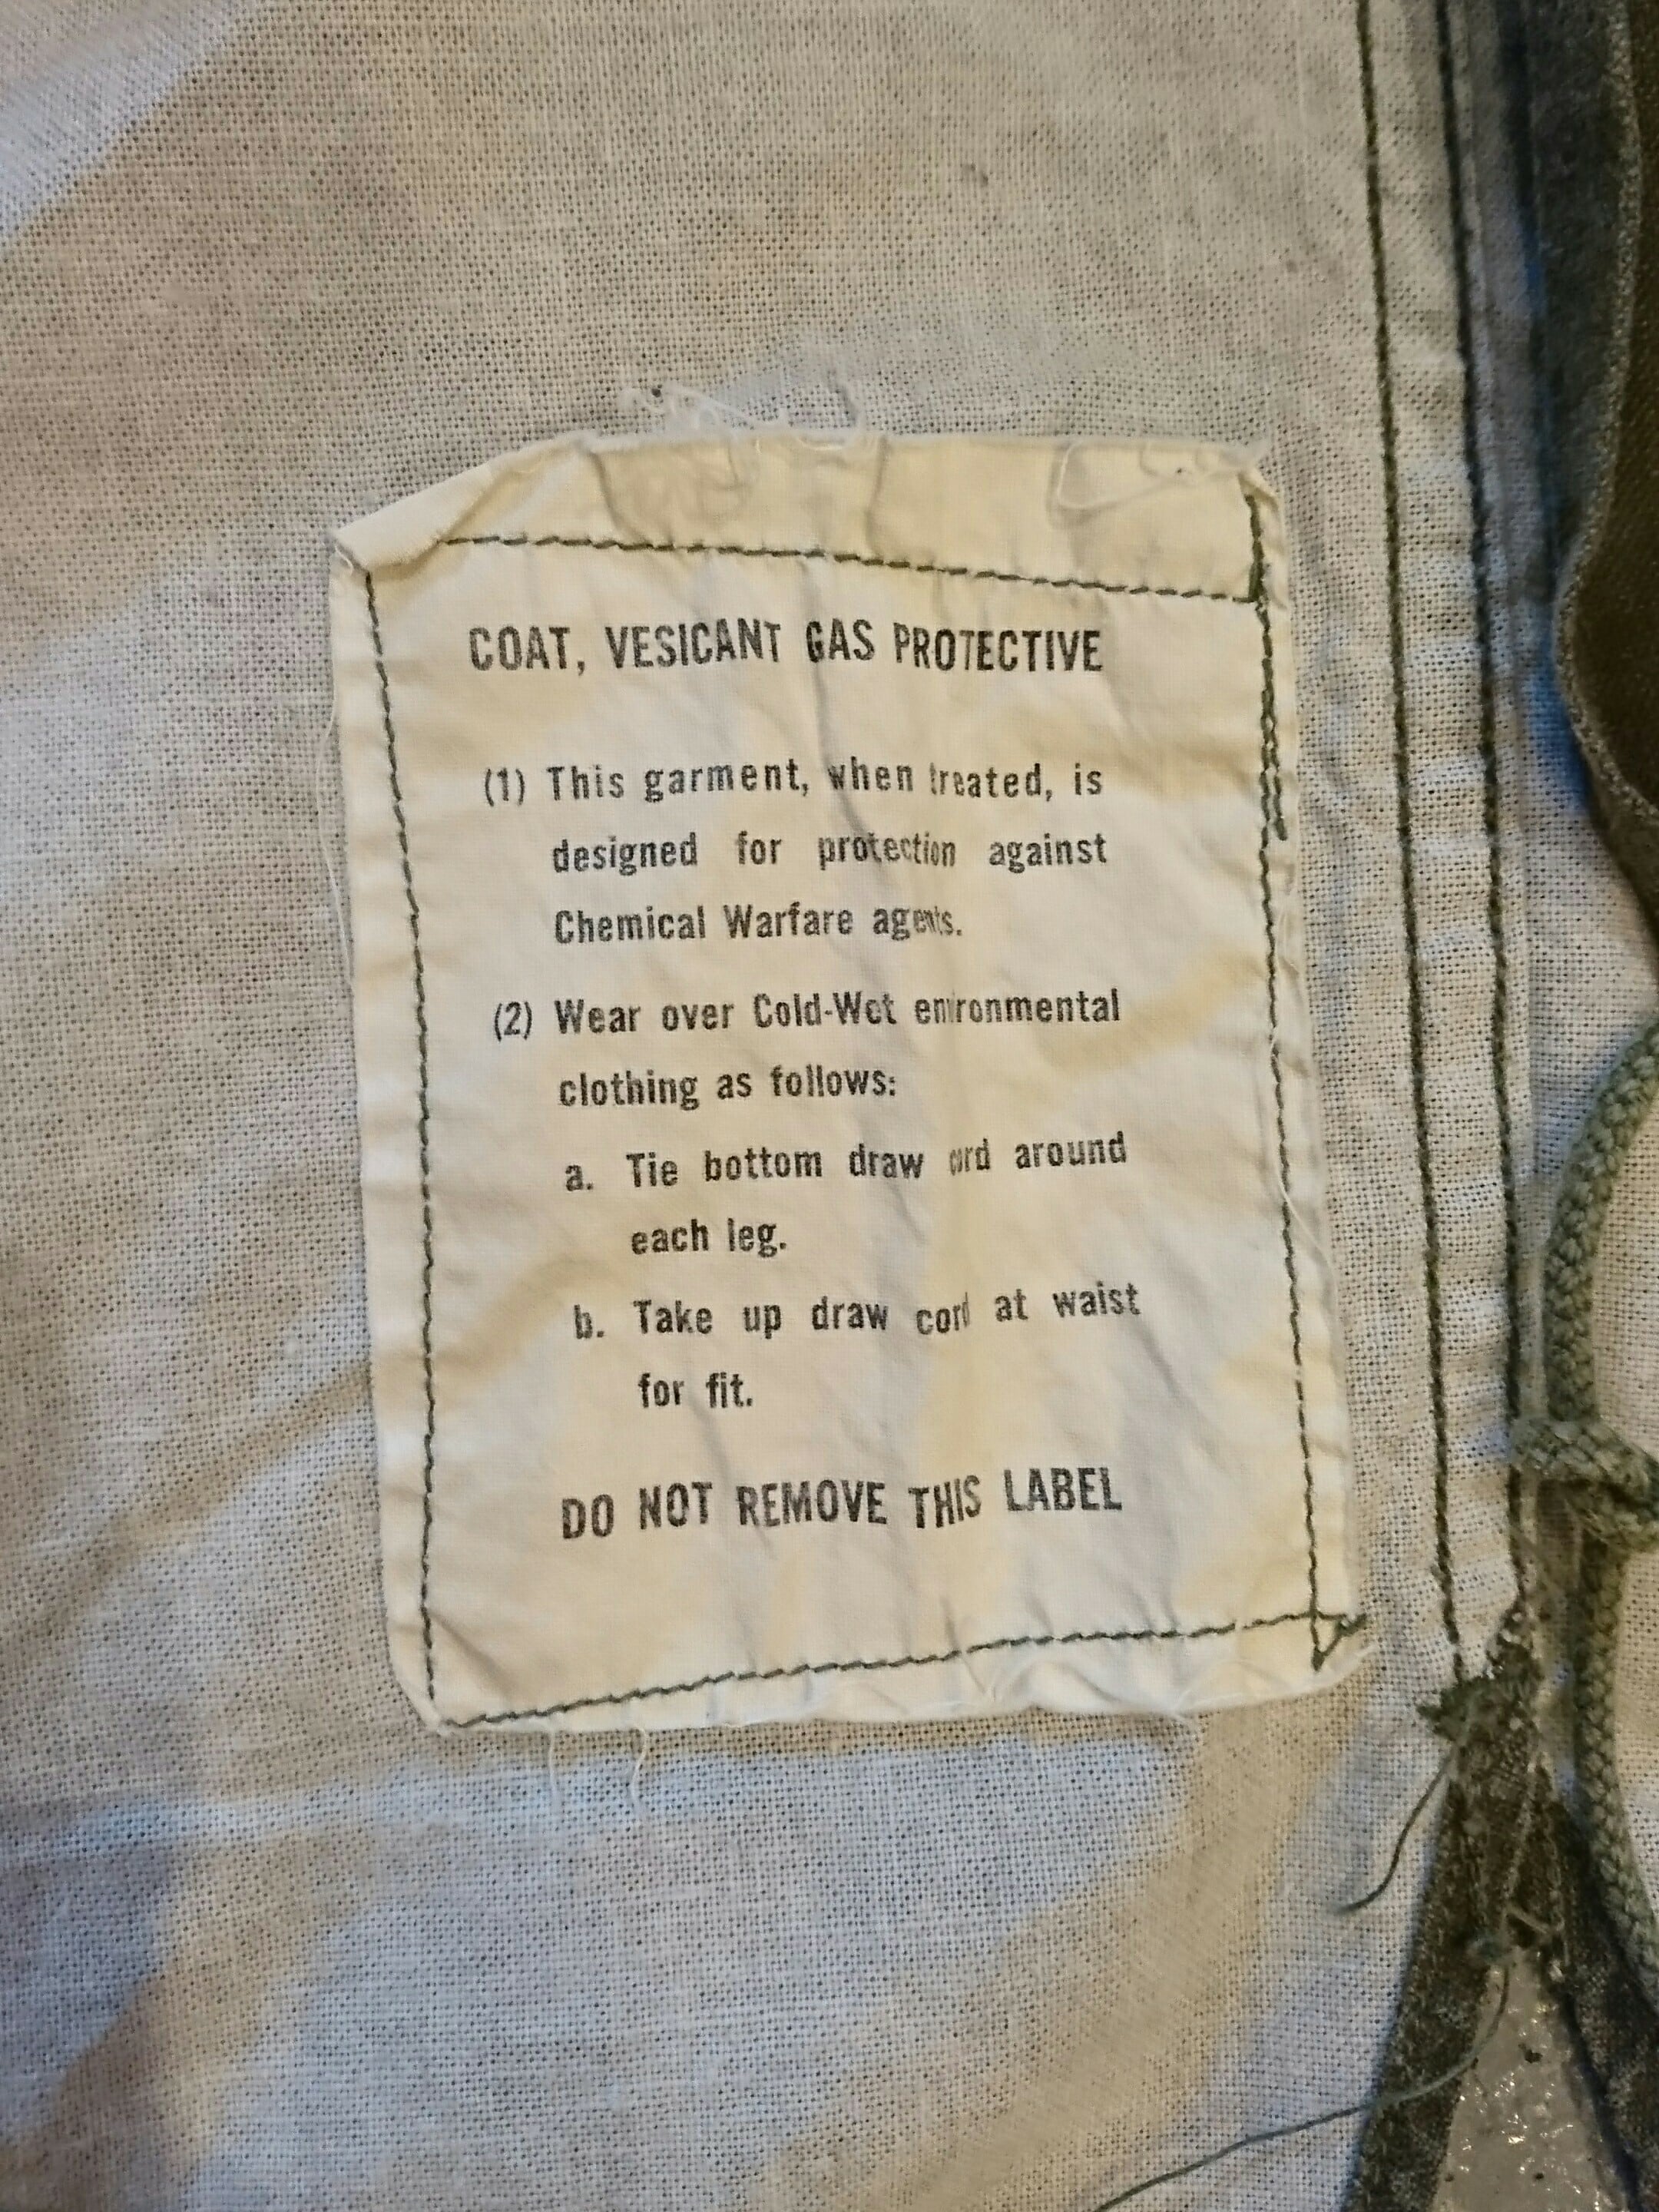 COAT, VESICANT GAS PROTECTIVE
(1) This garment, when treated, is
designed for protection against
Chemical Warfare agents.
(2) Wear over Cold-Wet environmental
clothing as follows:
a. Tie bottom draw cord around
each leg.
b. Take up draw cord at waist
for fit.
DO NOT REMOVE THIS LABEL